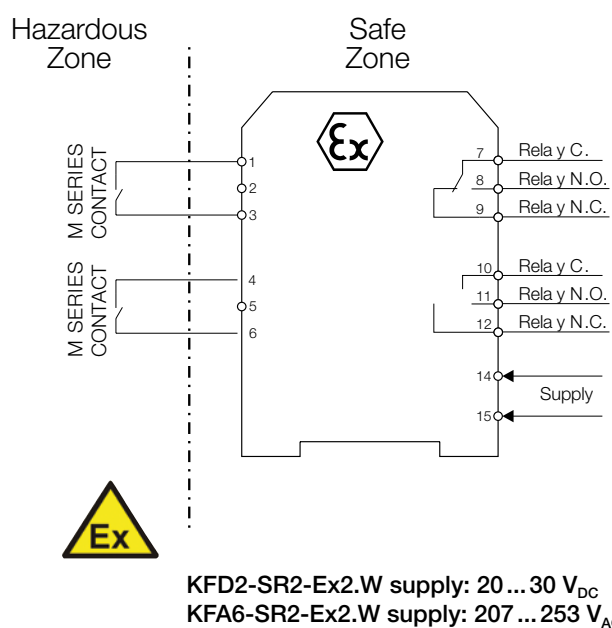 Hazardous
Zone
Safe
Zone
Ex
M SERIES
CONTACT
1
2
3
M SERIES
CONTACT
4
5
6
7
Rela y C.
8
Rela y N.O.
9
Rela y N.C.
10
Rela y C.
11
Rela y N.O.
12
Rela y N.C.
14
Supply
15
Ex
KFD2-SR2-Ex2.W supply: 20 ... 30 VDC
KFA6-SR2-Ex2.W supply: 207 ... 253 VA